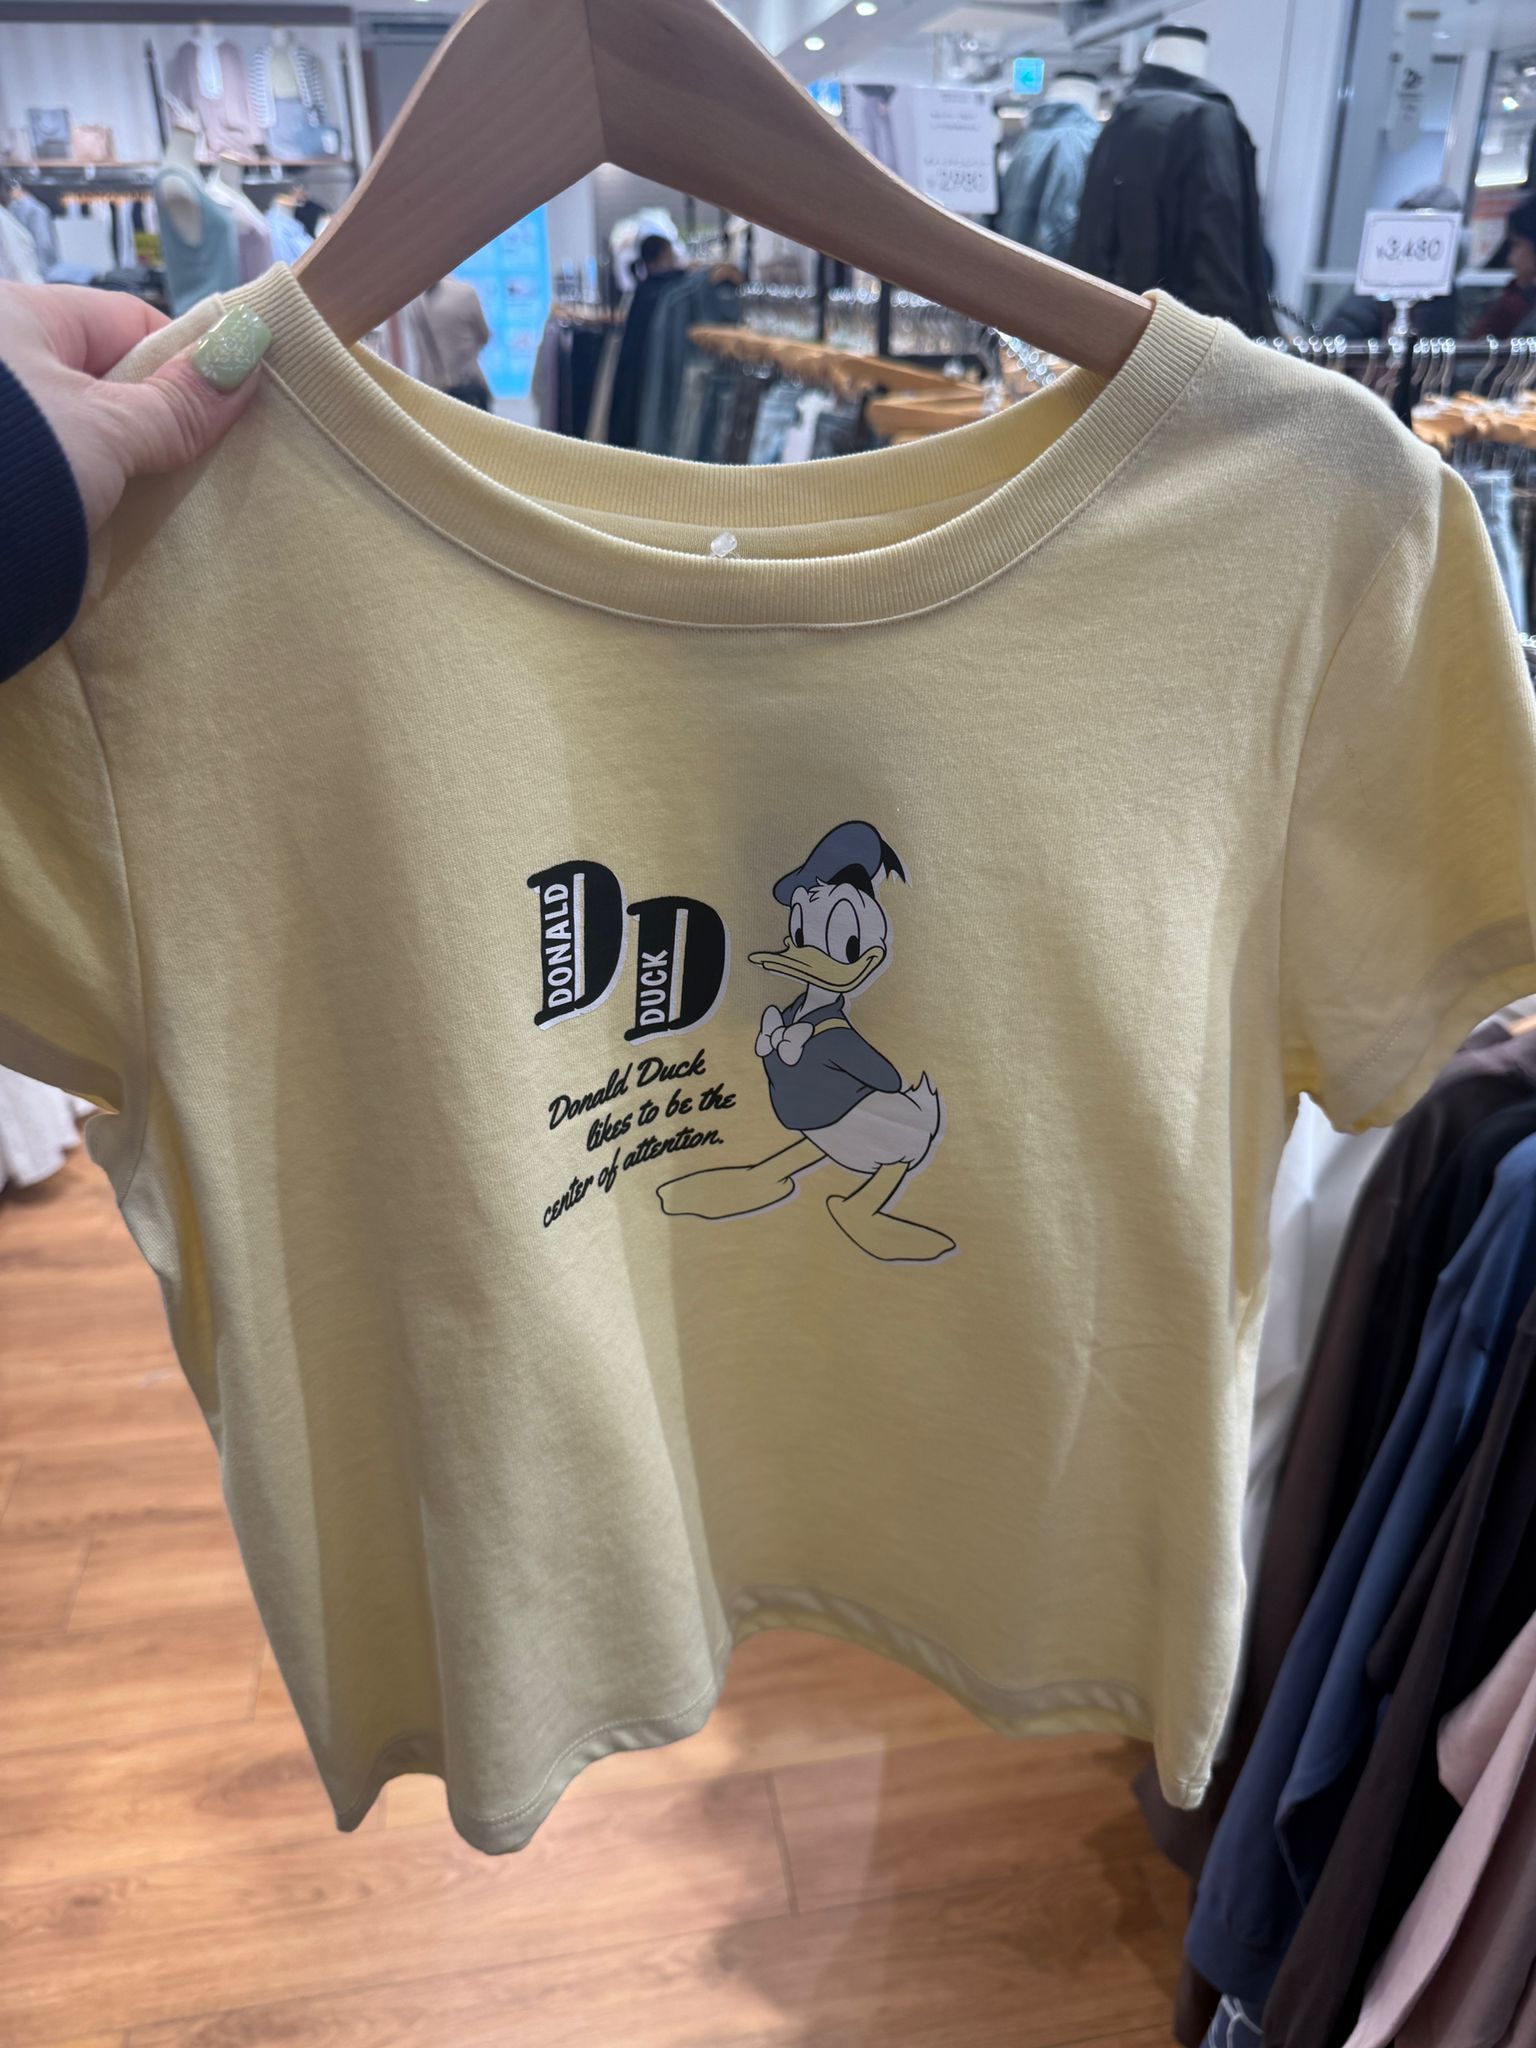 ¥2,980
¥3,480
DONALD
DUCK
Donald Duck
likes to be the
center of attention.